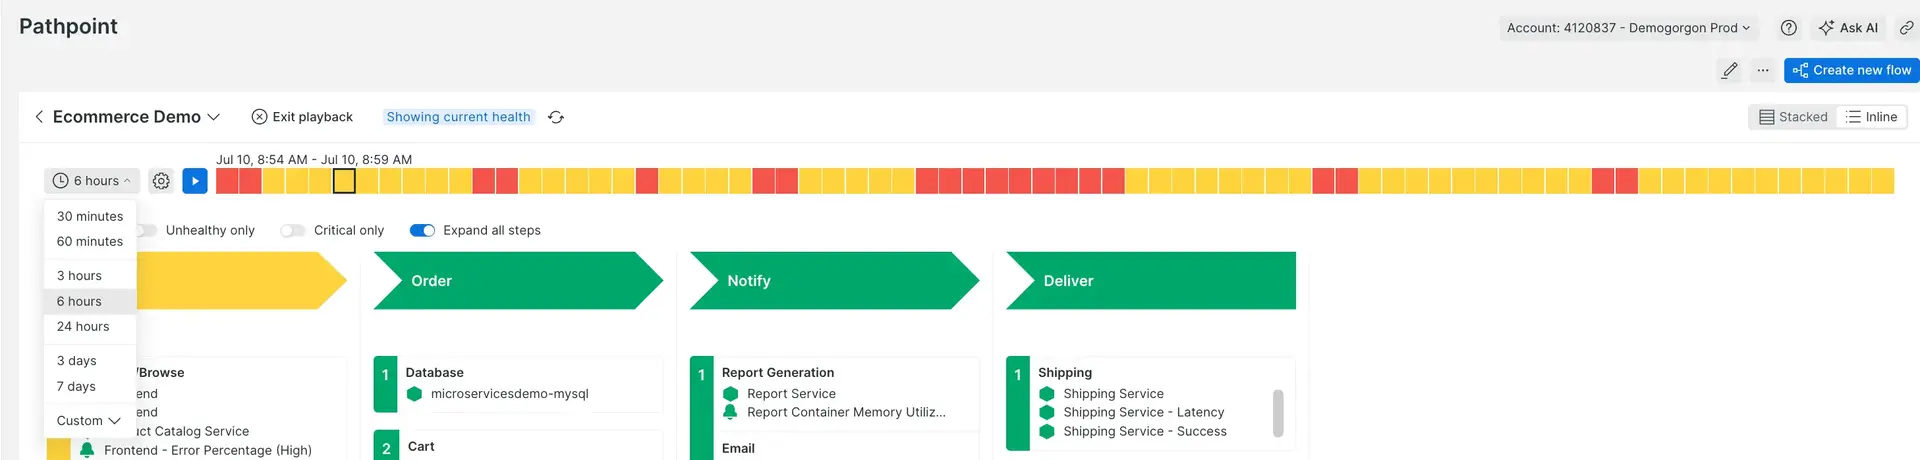 Pathpoint
Account: 4120837 - Demogorgon Prod
Ask AI
Create new flow
Ecommerce Demo
Exit playback
Showing current health
Stacked
Inline
Jul 10, 8:54 AM - Jul 10, 8:59 AM
6 hours
30 minutes
60 minutes
3 hours
6 hours
24 hours
3 days
7 days
Custom
Unhealthy only
Critical only
Expand all steps
Order
Notify
Deliver
/Browse
end
end
uct Catalog Service
Frontend - Error Percentage (High)
1
Database
microservicesdemo-mysql
2
Cart
1
Report Generation
Report Service
Report Container Memory Utiliz...
Email
1
Shipping
Shipping Service
Shipping Service - Latency
Shipping Service - Success